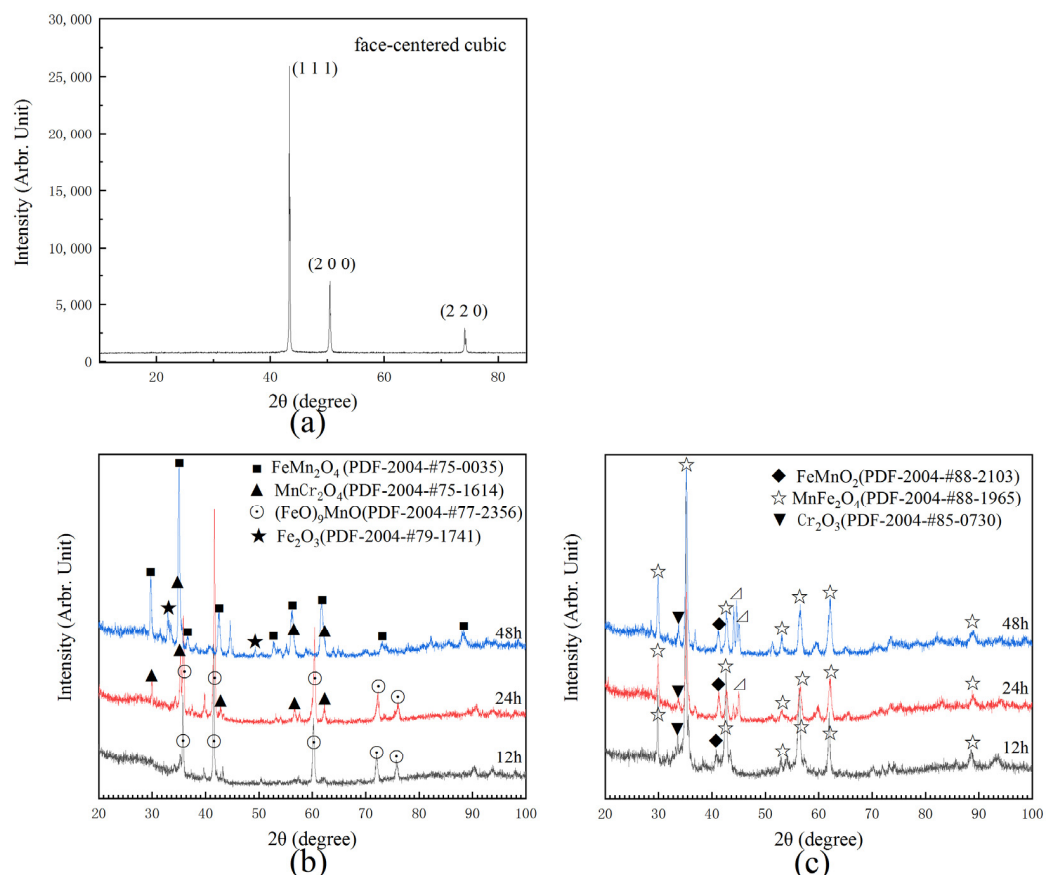 30,000
25,000
20,000
15,000
10,000
5,000
0
Intensity (Arbr. Unit)
face-centered cubic
(1 1 1)
(2 0 0)
(2 2 0)
20 40 60 80
2θ (degree)
(a)
Intensity (Arbr. Unit)
FeMn₂O₄(PDF-2004-#75-0035)
MnCr₂O₄(PDF-2004-#75-1614)
(FeO)₉MnO(PDF-2004-#77-2356)
Fe₂O₃(PDF-2004-#79-1741)
48h
24h
12h
20 30 40 50 60 70 80 90 100
2θ (degree)
(b)
Intensity (Arbr. Unit)
FeMnO₂(PDF-2004-#88-2103)
MnFe₂O₄(PDF-2004-#88-1965)
Cr₂O₃(PDF-2004-#85-0730)
48h
24h
12h
20 30 40 50 60 70 80 90 100
2θ (degree)
(c)